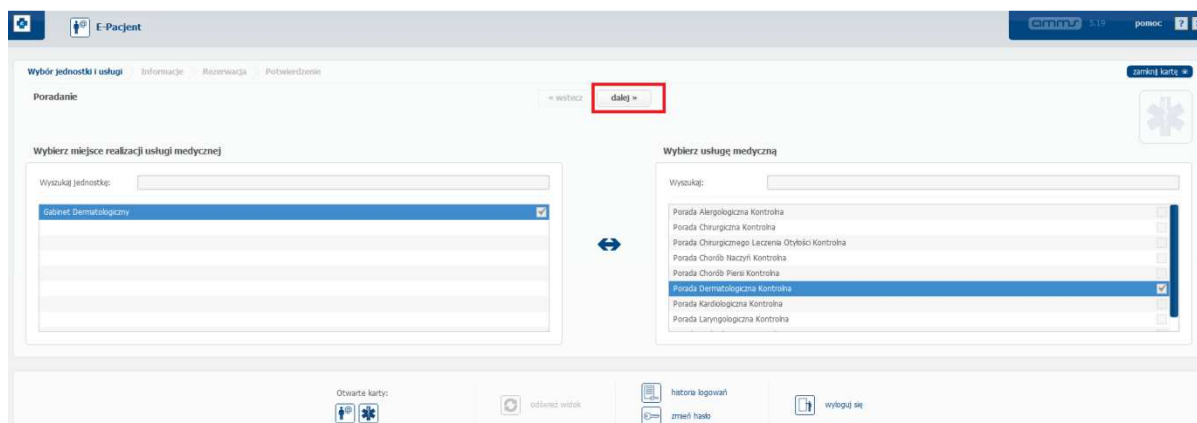 E-Pacjent
amms 5.19 pomoc ?
Wybór jednostki i usługi Informacje Rezerwacja Potwierdzenie
zamknij kartę
Poradanie
« wstecz dalej »
Wybierz miejsce realizacji usługi medycznej
Wybierz usługę medyczną
Wyszukaj jednostkę:
Wyszukaj:
Gabinet Dermatologiczny
Porada Alergologiczna Kontrolna
Porada Chirurgiczna Kontrolna
Porada Chirurgicznego Leczenia Otyłości Kontrolna
Porada Chorób Naczyń Kontrolna
Porada Chorób Piersi Kontrolna
Porada Dermatologiczna Kontrolna
Porada Kardiologiczna Kontrolna
Porada Laryngologiczna Kontrolna
Otwarte karty:
odśwież widok
historia logowań
zmień hasło
wyloguj się